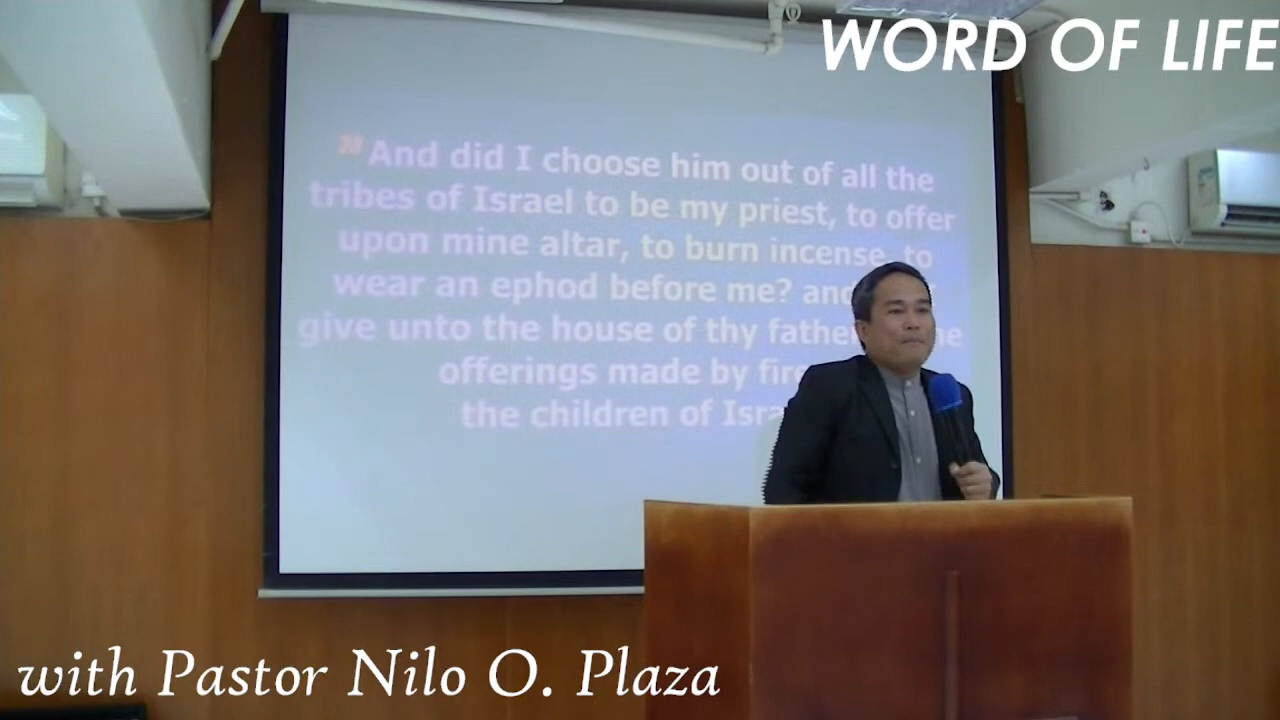 WORD OF LIFE
28 And did I choose him out of all the
tribes of Israel to be my priest, to offer
upon mine altar, to burn incense, to
wear an ephod before me? and
give unto the house of thy father
offerings made by fire
the children of
with Pastor Nilo O. Plaza